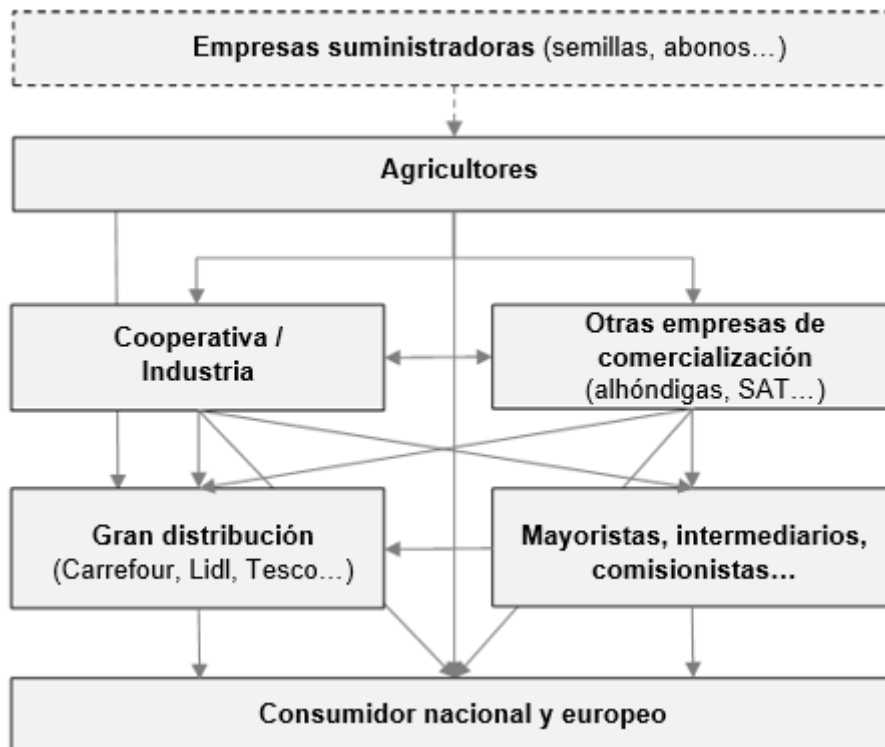 Empresas suministradoras (semillas, abonos…)
Agricultores
Cooperativa /
Industria
Otras empresas de
comercialización
(alhóndigas, SAT…)
Gran distribución
(Carrefour, Lidl, Tesco…)
Mayoristas, intermediarios,
comisionistas…
Consumidor nacional y europeo